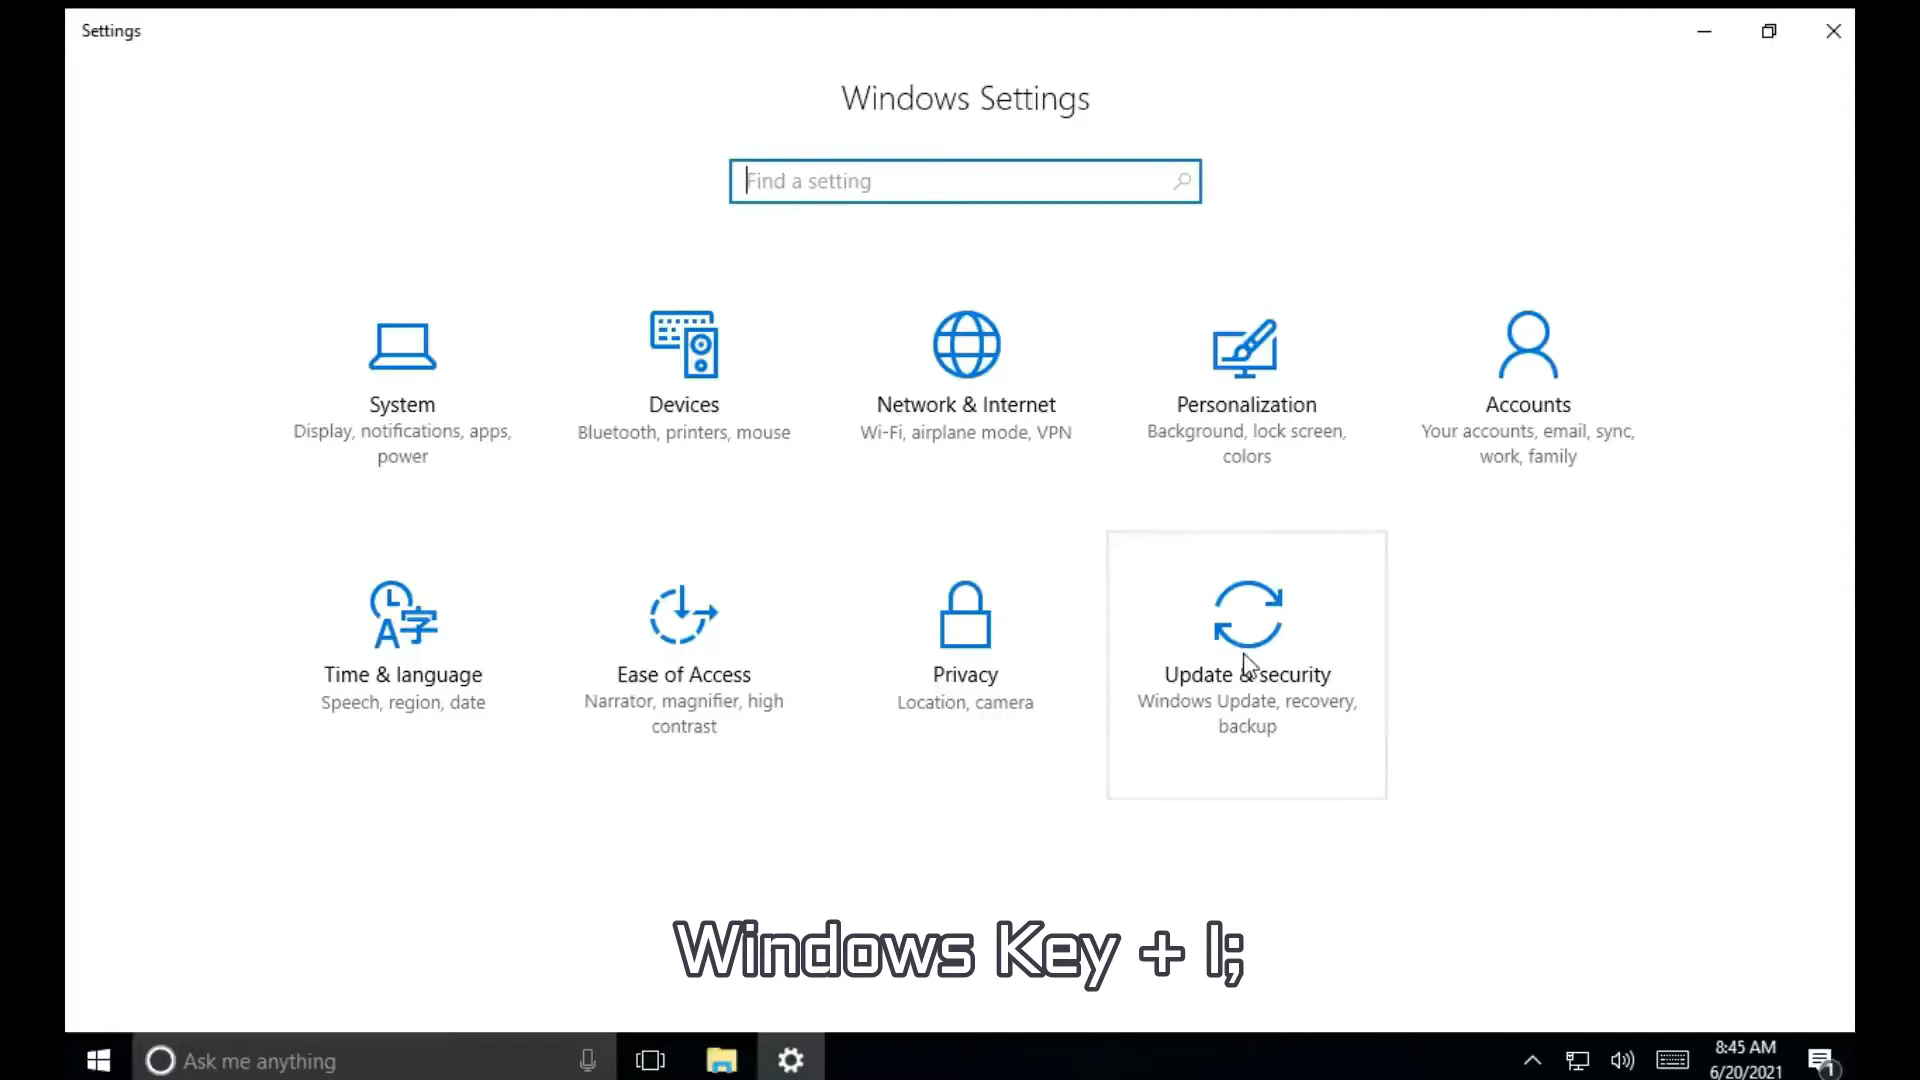 Settings
Windows Settings
Find a setting
System
Display, notifications, apps,
power
Devices
Bluetooth, printers, mouse
Network & Internet
Wi-Fi, airplane mode, VPN
Personalization
Background, lock screen,
colors
Accounts
Your accounts, email, sync,
work, family
Time & language
Speech, region, date
Ease of Access
Narrator, magnifier, high
contrast
Privacy
Location, camera
Update & security
Windows Update, recovery,
backup
Windows Key + I;
Ask me anything
8:45 AM
6/20/2021
1